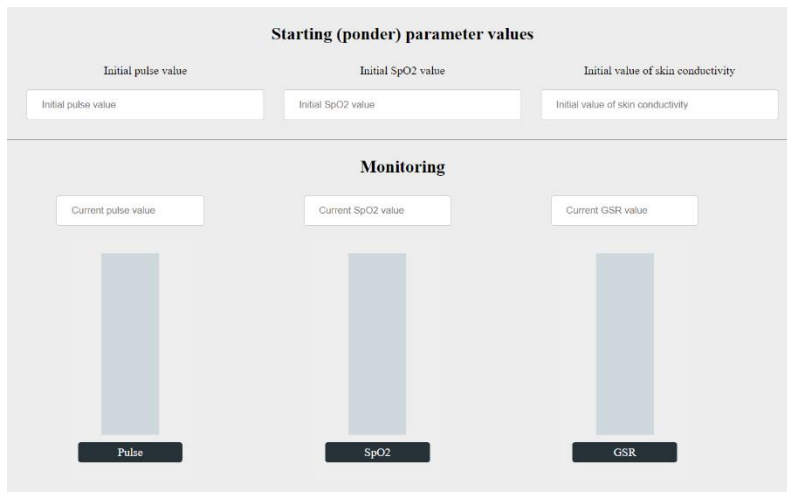 Starting (ponder) parameter values
Initial pulse value Initial SpO2 value Initial value of skin conductivity
Initial pulse value Initial SpO2 value Initial value of skin conductivity
Monitoring
Current pulse value Current SpO2 value Current GSR value
Pulse SpO2 GSR